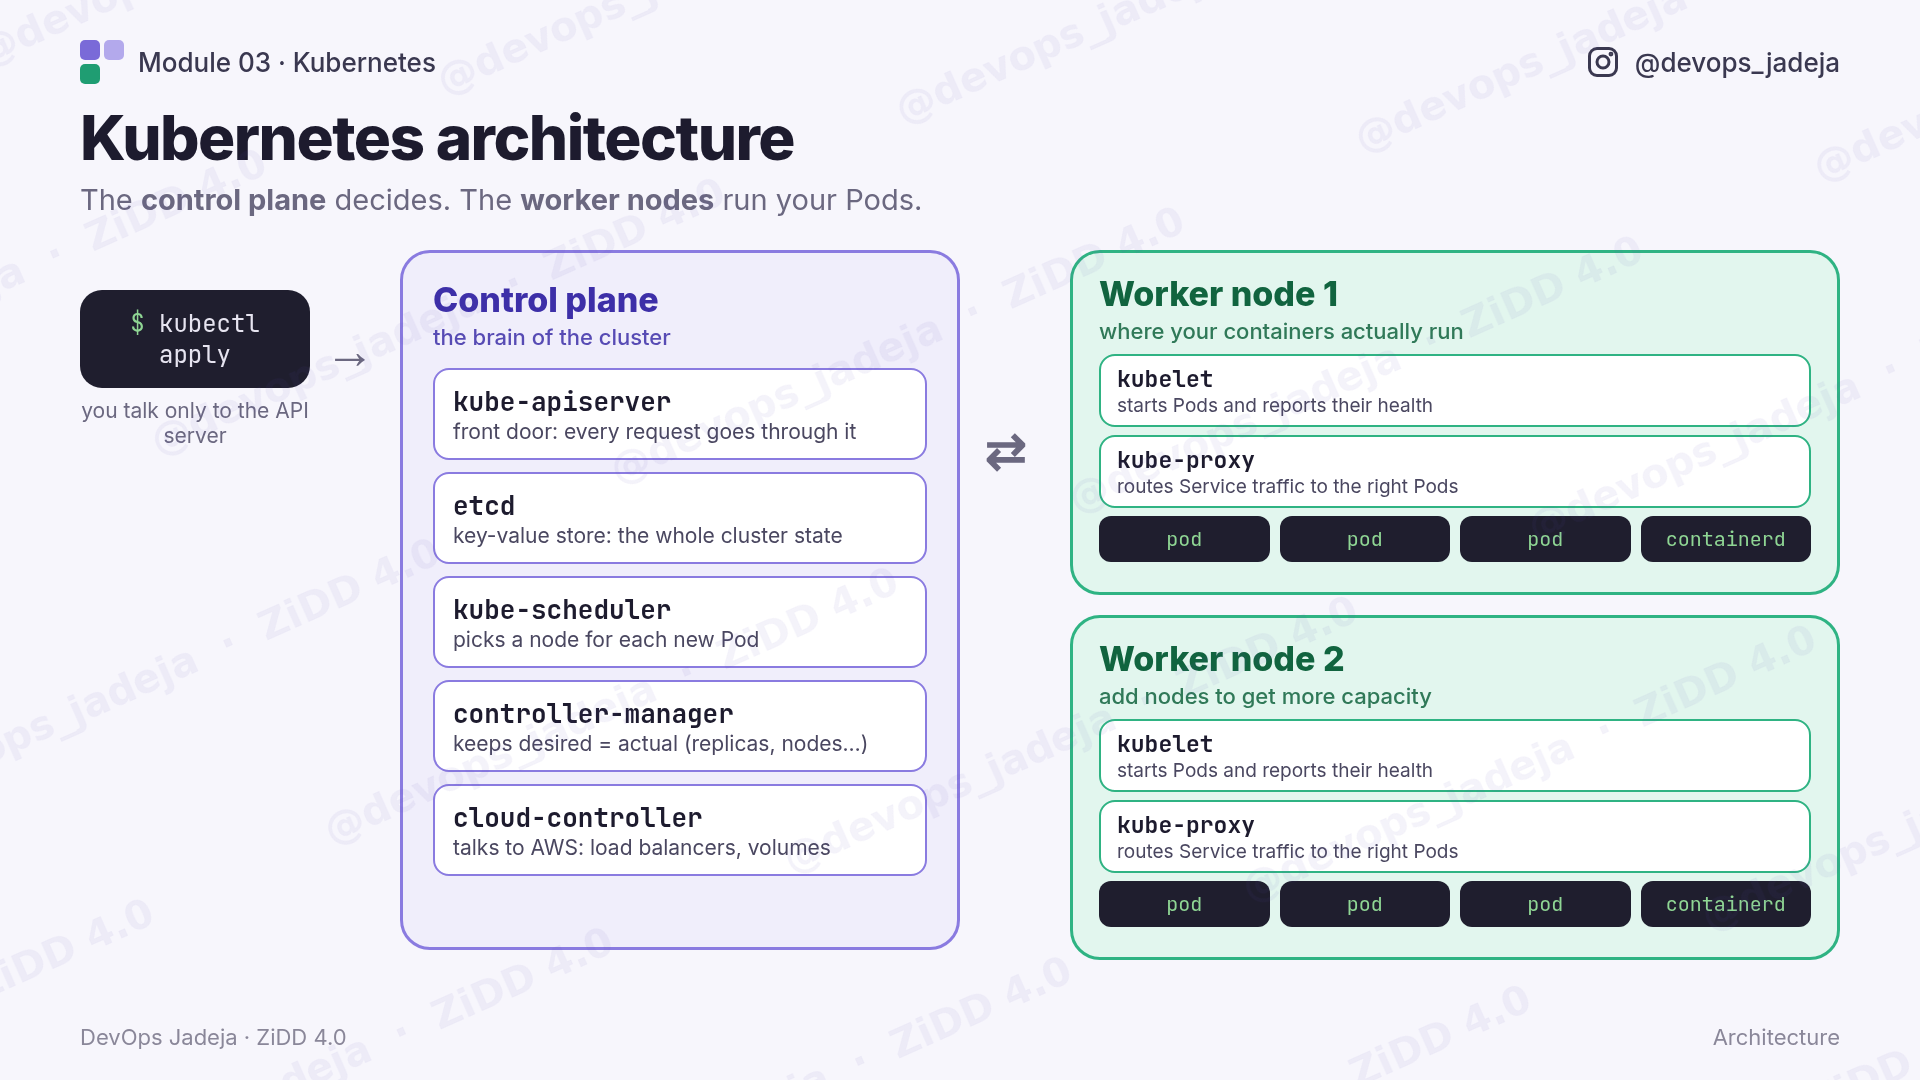 Module 03 · Kubernetes
@devops_jadeja
Kubernetes architecture
The control plane decides. The worker nodes run your Pods.
$ kubectl
apply
→
you talk only to the API
server
Control plane
the brain of the cluster
kube-apiserver
front door: every request goes through it
etcd
key-value store: the whole cluster state
kube-scheduler
picks a node for each new Pod
controller-manager
keeps desired = actual (replicas, nodes...)
cloud-controller
talks to AWS: load balancers, volumes
⇄
Worker node 1
where your containers actually run
kubelet
starts Pods and reports their health
kube-proxy
routes Service traffic to the right Pods
pod pod pod containerd
Worker node 2
add nodes to get more capacity
kubelet
starts Pods and reports their health
kube-proxy
routes Service traffic to the right Pods
pod pod pod containerd
DevOps Jadeja · ZiDD 4.0
Architecture
@devops_jadeja · ZiDD 4.0